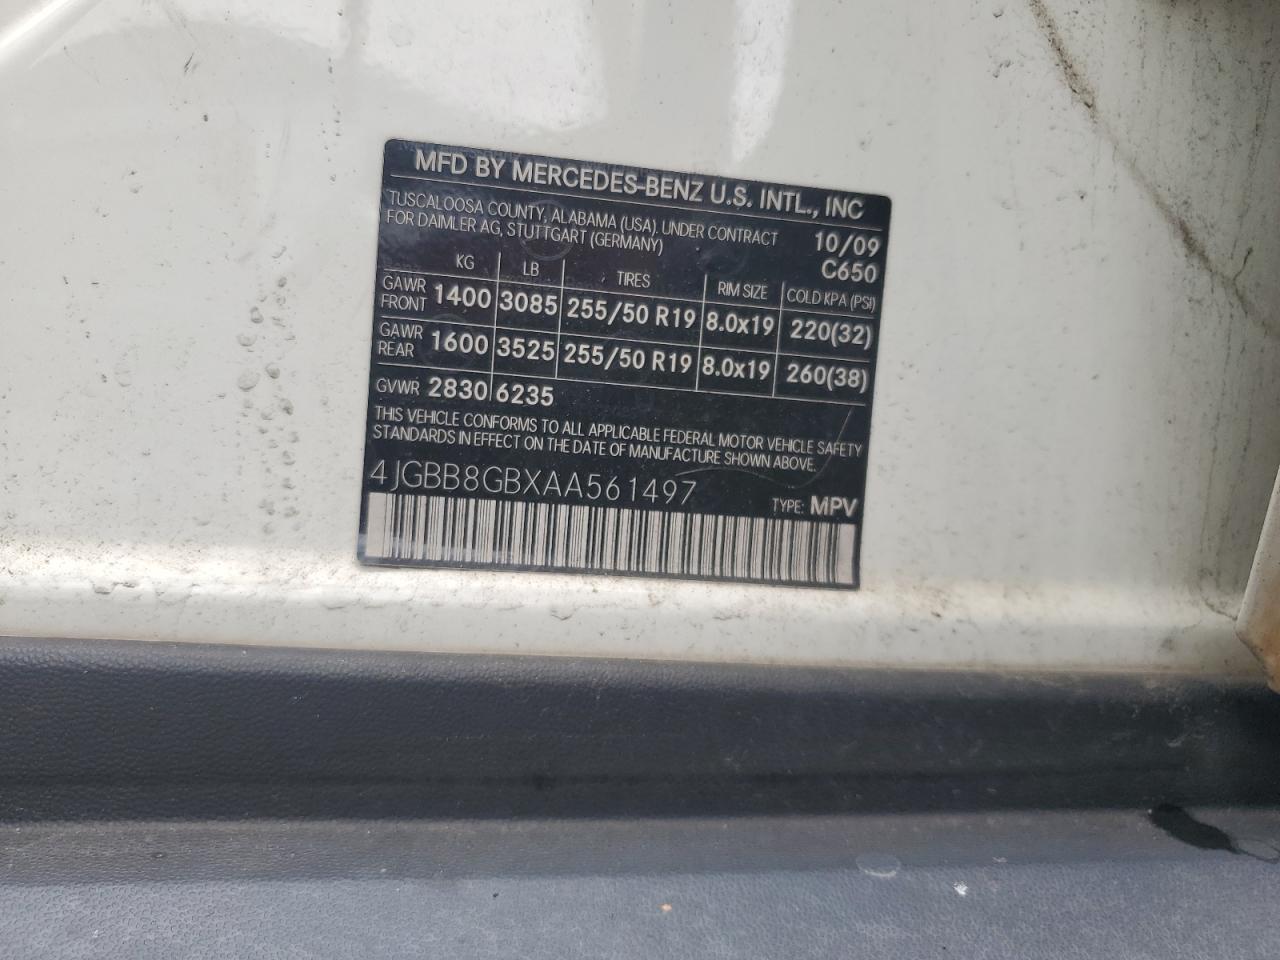 MFD BY MERCEDES-BENZ U.S. INTL., INC
TUSCALOOSA COUNTY, ALABAMA (USA). UNDER CONTRACT 10/09
FOR DAIMLER AG, STUTTGART (GERMANY) C650
KG LB TIRES RIM SIZE COLD KPA (PSI)
GAWR FRONT 1400 3085 255/50 R19 8.0x19 220(32)
GAWR REAR 1600 3525 255/50 R19 8.0x19 260(38)
GVWR 2830 6235
THIS VEHICLE CONFORMS TO ALL APPLICABLE FEDERAL MOTOR VEHICLE SAFETY
STANDARDS IN EFFECT ON THE DATE OF MANUFACTURE SHOWN ABOVE.
4JGBB8GBXAA561497 TYPE: MPV